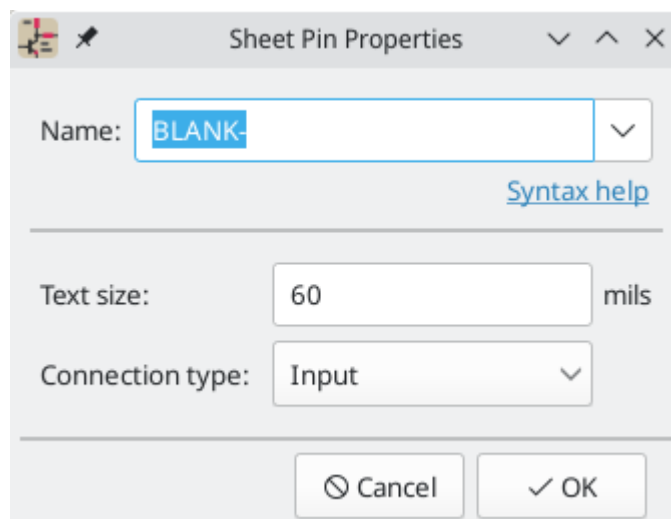 Sheet Pin Properties
Name: BLANK-
Syntax help
Text size: 60 mils
Connection type: Input
Cancel OK